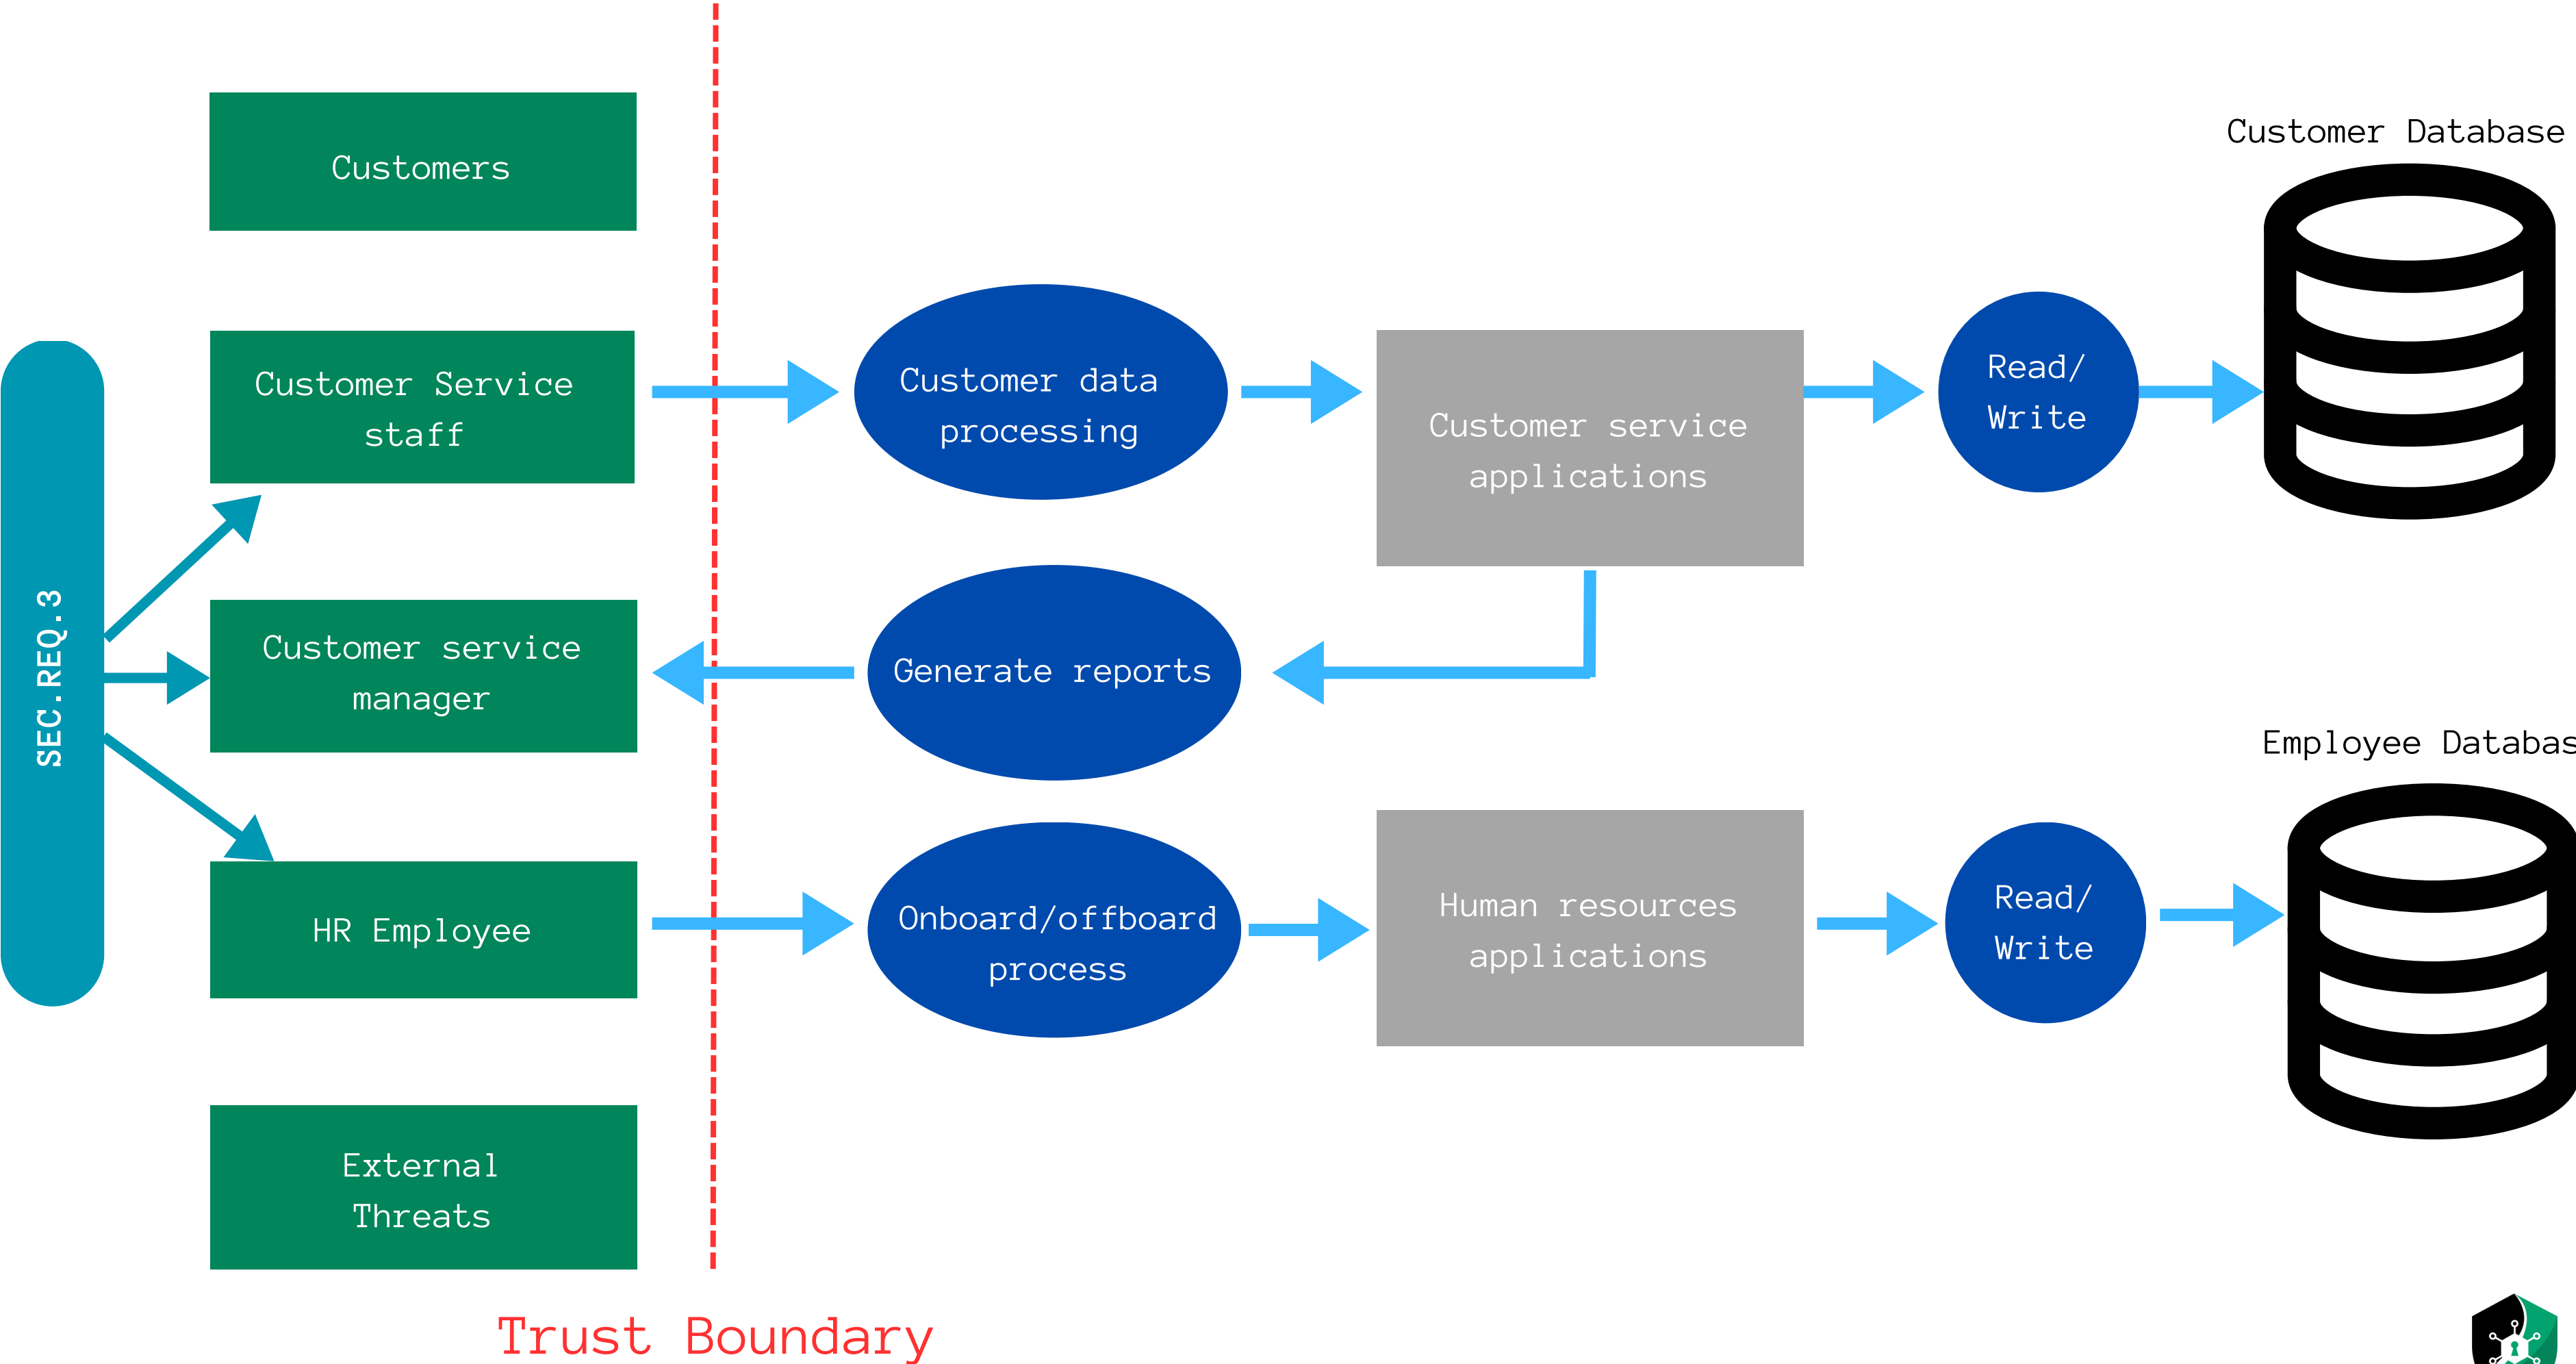 Customers
Customer Database
Customer Service
staff
Customer data
processing
Customer service
applications
Read/
Write
SEC.REQ.3
Customer service
manager
Generate reports
Employee Databas
HR Employee
Onboard/offboard
process
Human resources
applications
Read/
Write
External
Threats
Trust Boundary